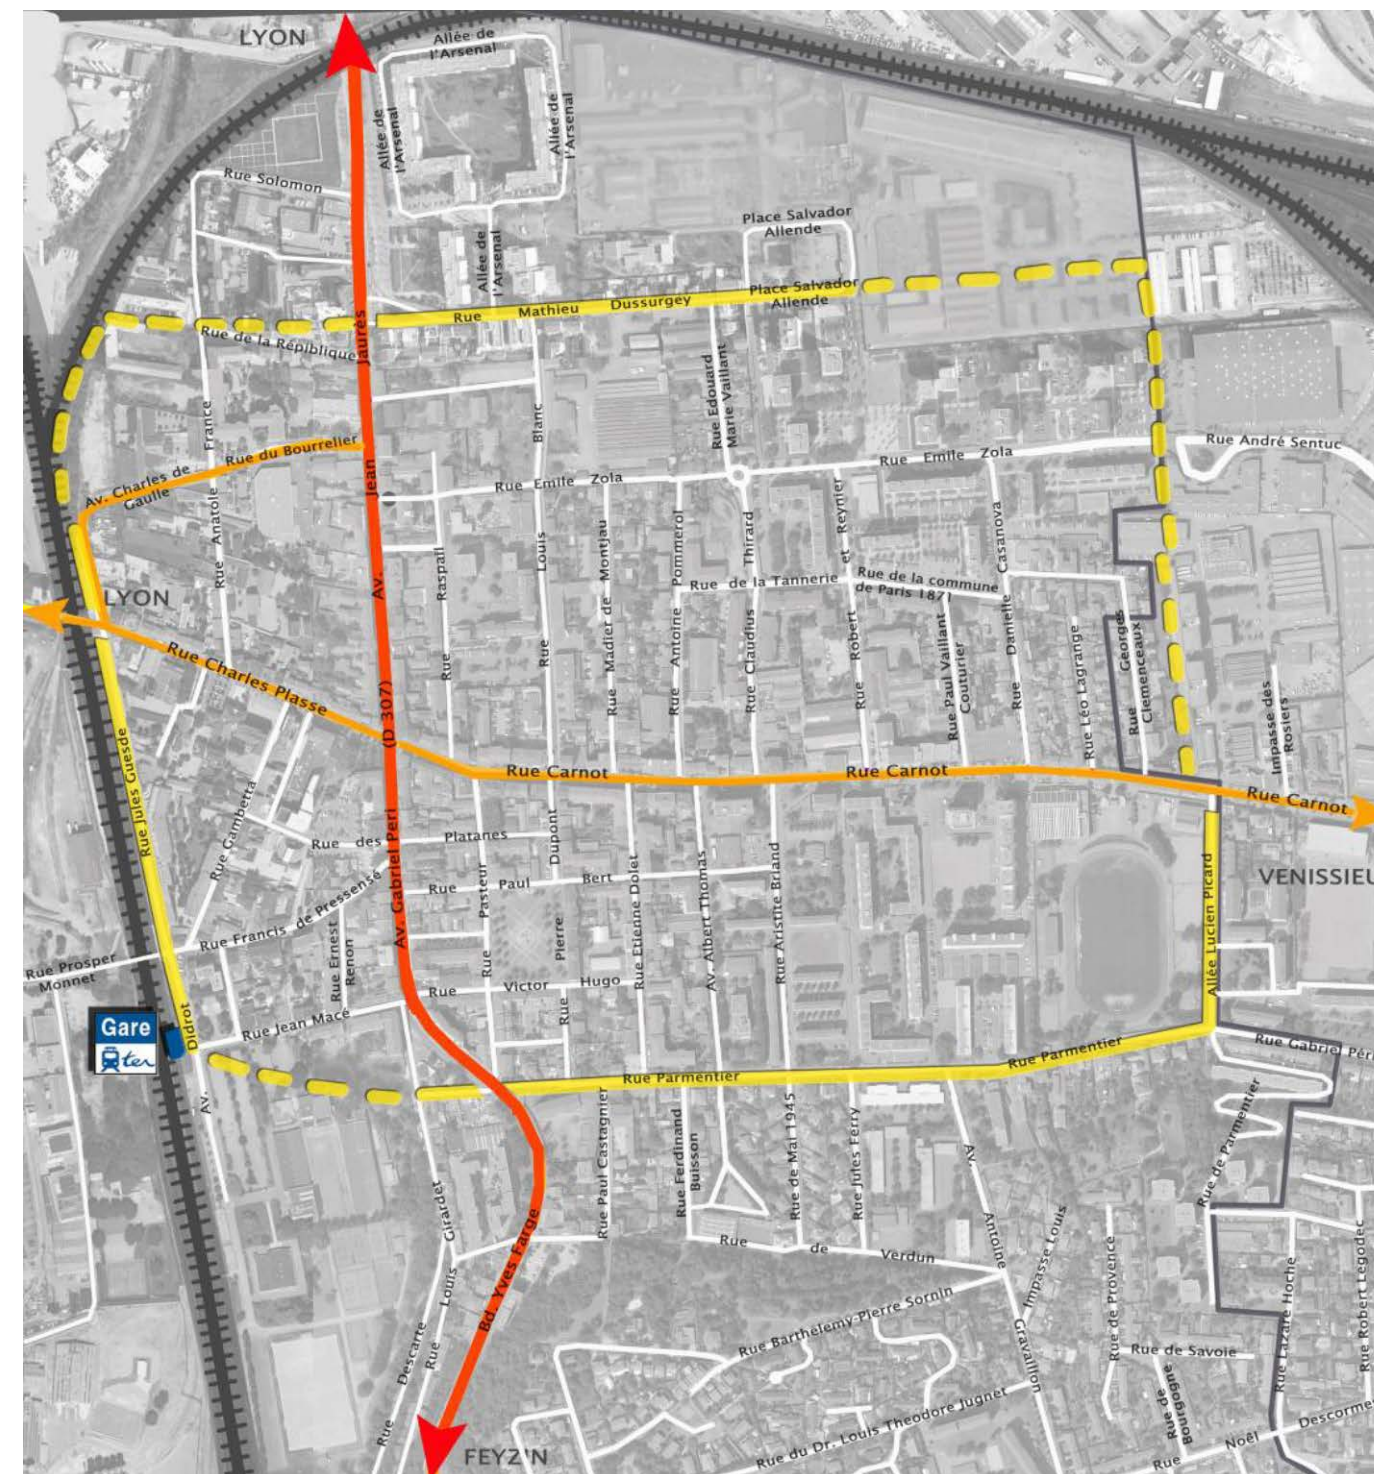 LYON
Allée de
l'Arsenal
Allée de
l'Arsenal
Allée de
l'Arsenal
Rue Solomon
Place Salvador
Allende
Allée de
l'Arsenal
Place Salvador
Allende
Rue Mathieu Dussurgey
Rue de la Répiblique
Jaurès
Jean
Av.
Rue Edouard
Marie Vaillant
Blanc
Louis
Rue
France
Anatole
Rue
Rue du Bourrelier
Av. Charles de
Gaulle
Rue Emile Zola
Rue Emile Zola
Rue André Sentuc
LYON
Raspail
Rue
Rue Madier de Montjau
Rue Antoine Pommerol
Rue Claudius Thirard
Rue Robert et Reynier
Rue de la Tannerie
Rue de la commune
de Paris 1871
Rue Paul Vaillant
Couturier
Rue Danielle Casanova
Rue Léo Lagrange
Rue Georges
Clemenceaux
Impasse des
Rosiers
Rue Charles Plasse
(D 307)
Rue Carnot
Rue Carnot
Rue Carnot
Rue Jules Guesde
Rue Gambetta
Av. Gabriel Peri
Rue des Platanes
Dupont
Pierre
Rue
Pasteur
Rue
Rue Paul Bert
Rue Etienne Dolet
Av. Albert Thomas
Rue Aristite Briand
Allée Lucien Picard
VENISSIEU
Rue Francis de Pressensé
Rue Ernest
Renon
Rue Prosper
Monnet
Rue Victor Hugo
Rue Jean Macé
Gare
ter
Didrot
Av.
Rue Parmentier
Rue Parmentier
Rue Gabriel Péri
Rue de Parmentier
Rue Paul Castagnier
Rue Ferdinand
Buisson
Rue de Mai 1945
Rue Jules Ferry
Av. Antoine Gravallon
Impasse Louis
Rue de Provence
Rue de Verdun
Girardet
Louis
Rue
Rue Descarte
Bd. Yves Farge
Rue Barthelemy-Pierre Sornin
Rue de Savoie
Rue de
Bourgogne
Rue Lazare Hoche
Rue Robert Legodec
Rue du Dr. Louis Theodore Jugnet
Rue Noël Descorme
FEYZIN